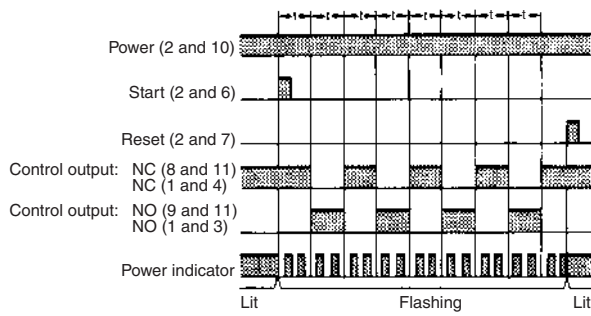 t t t t t t t t
Power (2 and 10)
Start (2 and 6)
Reset (2 and 7)
Control output: NC (8 and 11)
NC (1 and 4)
Control output: NO (9 and 11)
NO (1 and 3)
Power indicator
Lit Flashing Lit